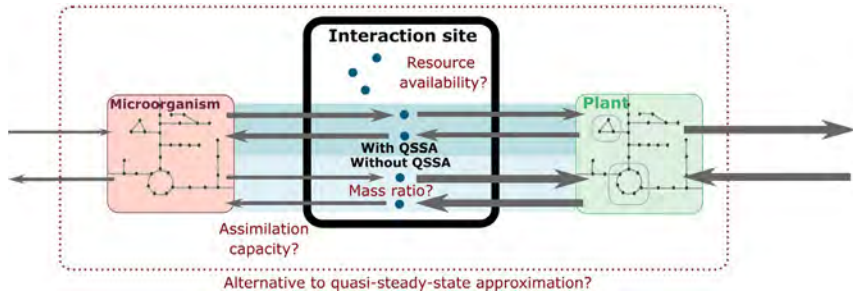 Interaction site
Resource
availability?
Microorganism
Plant
With QSSA
Without QSSA
Mass ratio?
Assimilation
capacity?
Alternative to quasi-steady-state approximation?